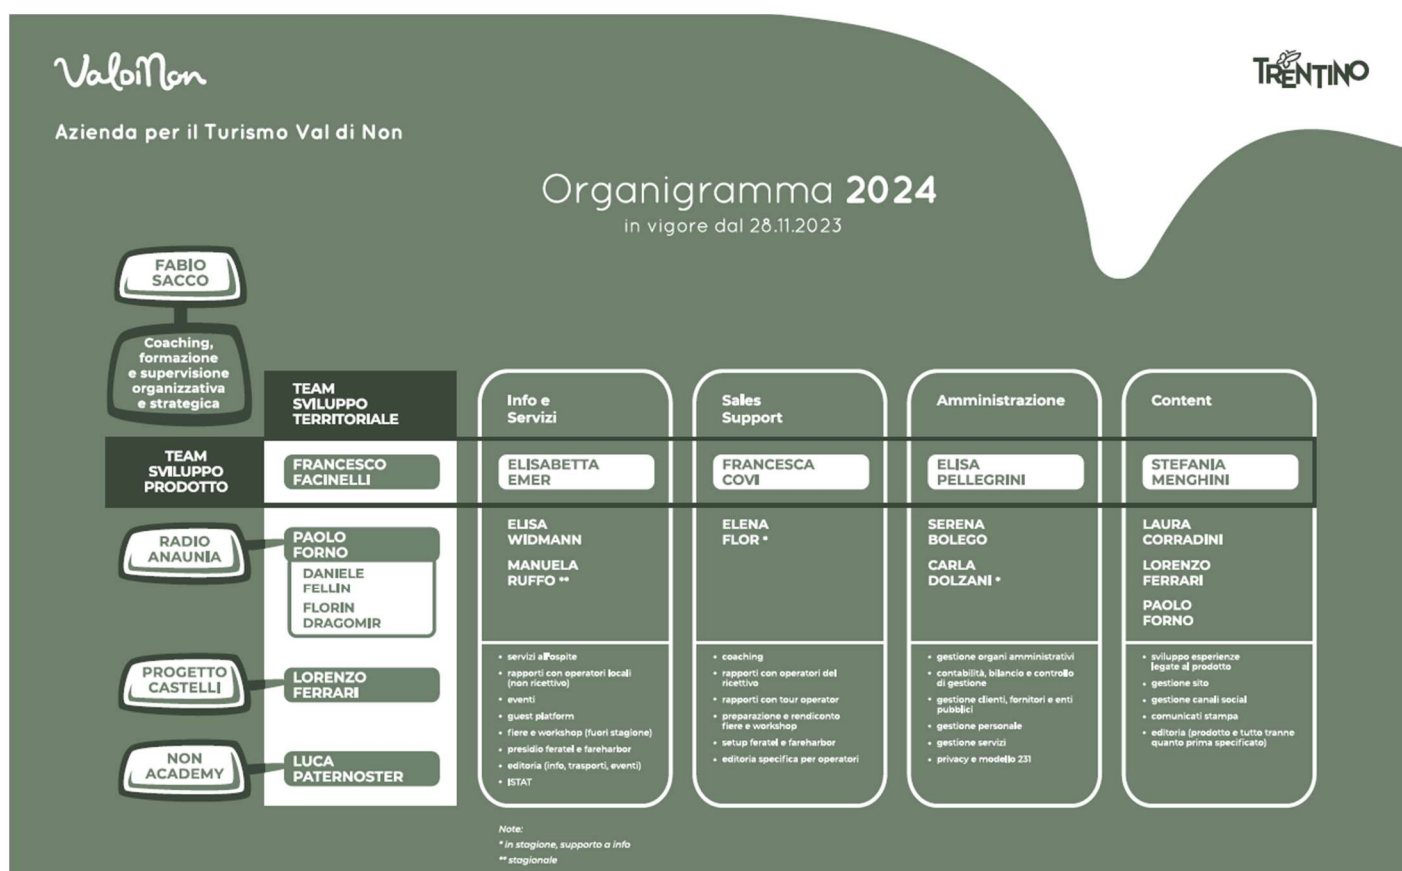 ValdiNon
TRENTINO
Azienda per il Turismo Val di Non
Organigramma 2024
in vigore dal 28.11.2023
FABIO
SACCO
Coaching,
formazione
e supervisione
organizzativa
e strategica
TEAM
SVILUPPO
TERRITORIALE
Info e
Servizi
Sales
Support
Amministrazione
Content
TEAM
SVILUPPO
PRODOTTO
FRANCESCO
FACINELLI
ELISABETTA
EMER
FRANCESCA
COVI
ELISA
PELLEGRINI
STEFANIA
MENGHINI
RADIO
ANAUNIA
PAOLO
FORNO
DANIELE
FELLIN
FLORIN
DRAGOMIR
ELISA
WIDMANN
MANUELA
RUFFO **
ELENA
FLOR *
SERENA
BOLEGO
CARLA
DOLZANI *
LAURA
CORRADINI
LORENZO
FERRARI
PAOLO
FORNO
PROGETTO
CASTELLI
LORENZO
FERRARI
NON
ACADEMY
LUCA
PATERNOSTER
• servizi all'ospite
• rapporti con operatori locali
(non ricettivo)
• eventi
• guest platform
• fiere e workshop (fuori stagione)
• presidio feratel e fareharbor
• editoria (info, trasporti, eventi)
• ISTAT
• coaching
• rapporti con operatori del
ricettivo
• rapporti con tour operator
• preparazione e rendiconto
fiere e workshop
• setup feratel e fareharbor
• editoria specifica per operatori
• gestione organi amministrativi
• contabilità, bilancio e controllo
di gestione
• gestione clienti, fornitori e enti
pubblici
• gestione personale
• gestione servizi
• privacy e modello 231
• sviluppo esperienze
legate al prodotto
• gestione sito
• gestione canali social
• comunicati stampa
• editoria (prodotto e tutto tranne
quanto prima specificato)
Note:
* in stagione, supporto a info
** stagionale